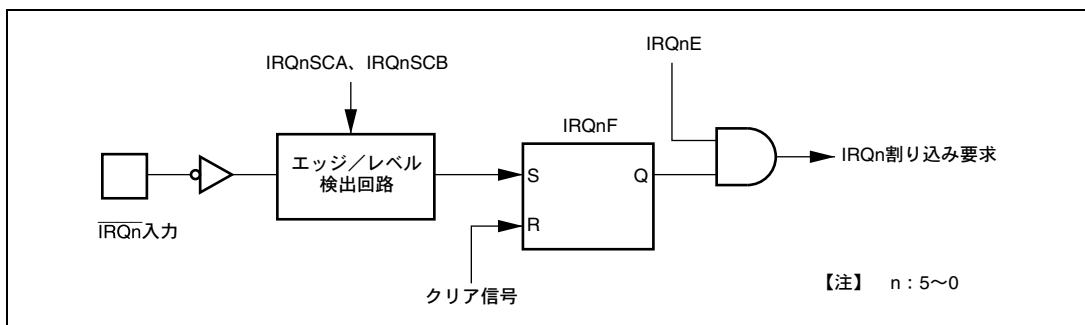 IRQnE
IRQnSCA、IRQnSCB
IRQnF
エッジ／レベル
検出回路
S
Q
R
IRQn割り込み要求
IRQn入力
クリア信号
【注】 n：5～0